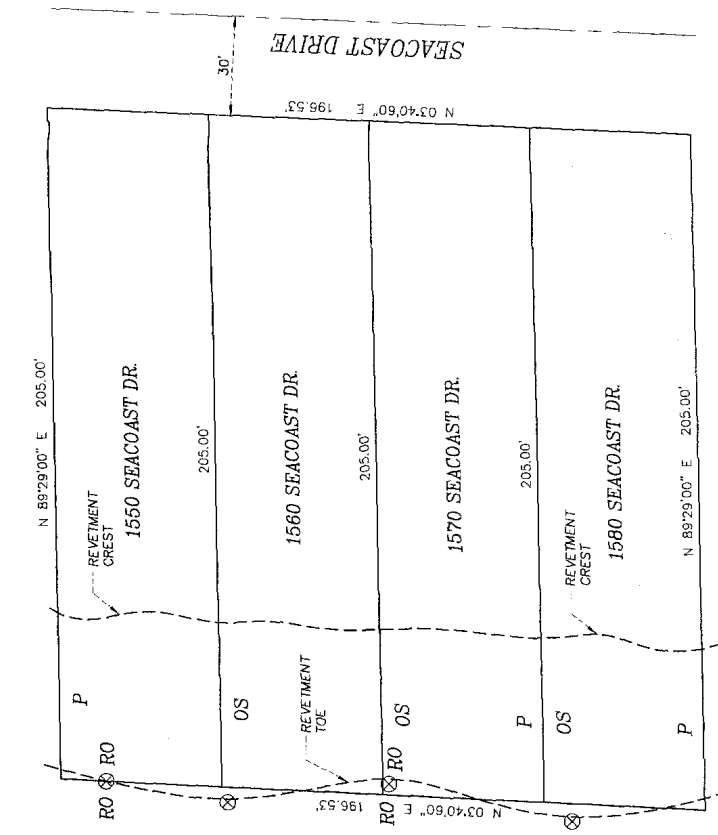 SEACOAST DRIVE
30'
N 03°40'60" E 196.53'
N 89°29'00" E 205.00'
REVETMENT
CREST
1550 SEACOAST DR.
205.00'
P
RO
RO
1560 SEACOAST DR.
205.00'
OS
REVETMENT
TOE
1570 SEACOAST DR.
205.00'
OS
RO
RO
P
REVETMENT
CREST
1580 SEACOAST DR.
OS
N 89°29'00" E 205.00'
P
N 03°40'60" E 196.53'